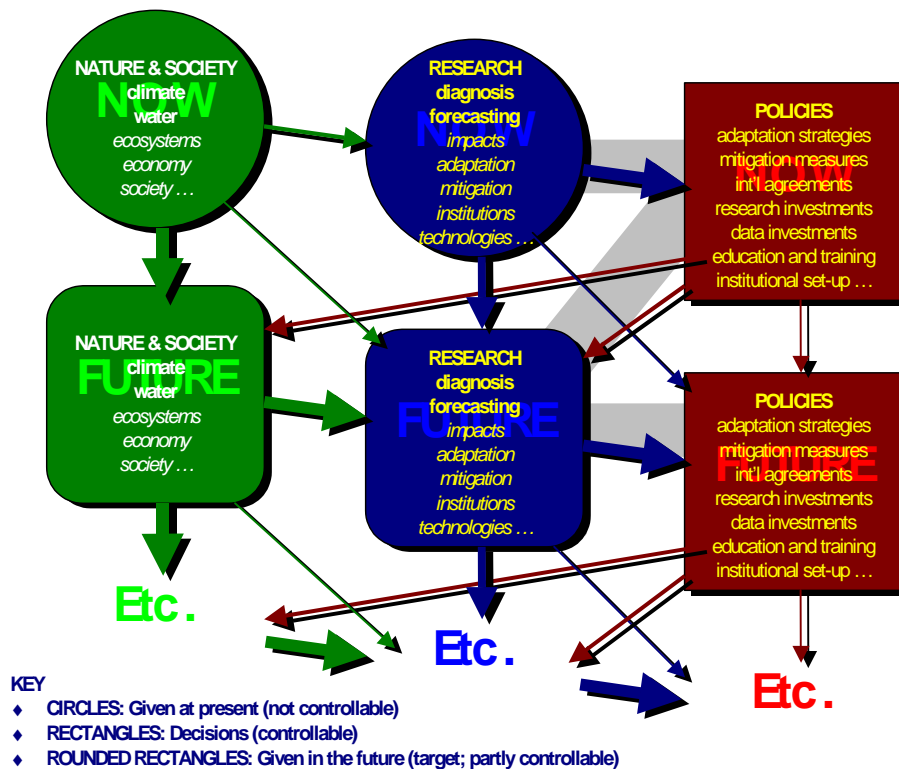 NATURE & SOCIETY
NOW
climate
water
ecosystems
economy
society …
RESEARCH
diagnosis
forecasting
NOW
impacts
adaptation
mitigation
institutions
technologies …
POLICIES
adaptation strategies
mitigation measures
NOW
int'l agreements
research investments
data investments
education and training
institutional set-up …
NATURE & SOCIETY
climate
FUTURE
water
ecosystems
economy
society …
RESEARCH
diagnosis
forecasting
FUTURE
impacts
adaptation
mitigation
institutions
technologies …
POLICIES
adaptation strategies
mitigation measures
FUTURE
int'l agreements
research investments
data investments
education and training
institutional set-up …
Etc.
Etc.
Etc.
KEY
♦ CIRCLES: Given at present (not controllable)
♦ RECTANGLES: Decisions (controllable)
♦ ROUNDED RECTANGLES: Given in the future (target; partly controllable)